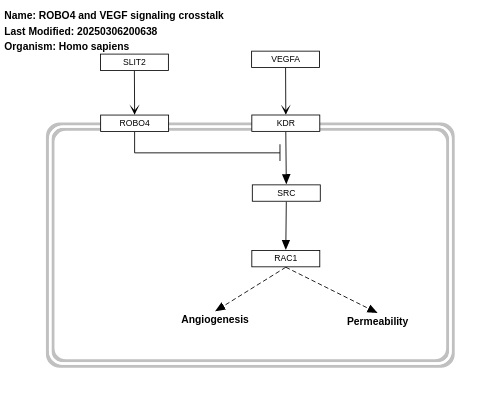 Name: ROBO4 and VEGF signaling crosstalk
Last Modified: 20250306200638
Organism: Homo sapiens
SLIT2
VEGFA
ROBO4
KDR
SRC
RAC1
Angiogenesis
Permeability